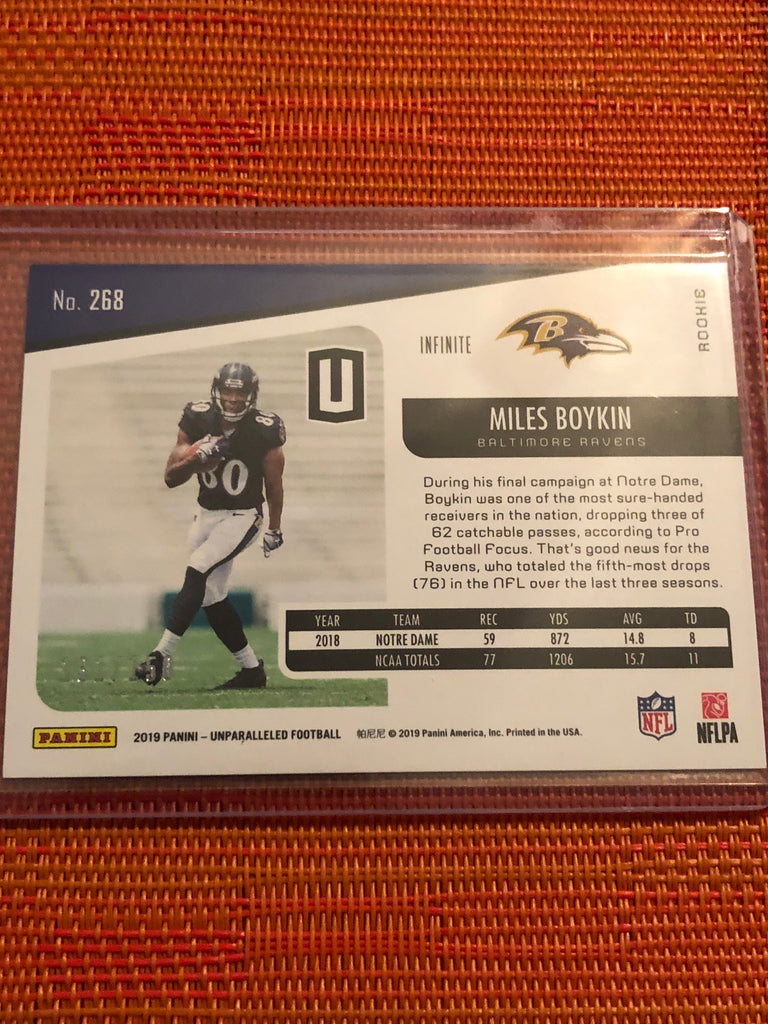 No. 268
INFINITE
ROOKIE
U
MILES BOYKIN
BALTIMORE RAVENS
During his final campaign at Notre Dame,
Boykin was one of the most sure-handed
receivers in the nation, dropping three of
62 catchable passes, according to Pro
Football Focus. That's good news for the
Ravens, who totaled the fifth-most drops
(76) in the NFL over the last three seasons.
80
80
B
YEAR TEAM REC YDS AVG TD
2018 NOTRE DAME 59 872 14.8 8
NCAA TOTALS 77 1206 15.7 11
PANINI
2019 PANINI – UNPARALLELED FOOTBALL
帕尼尼 © 2019 Panini America, Inc. Printed in the USA.
NFL
NFLPA